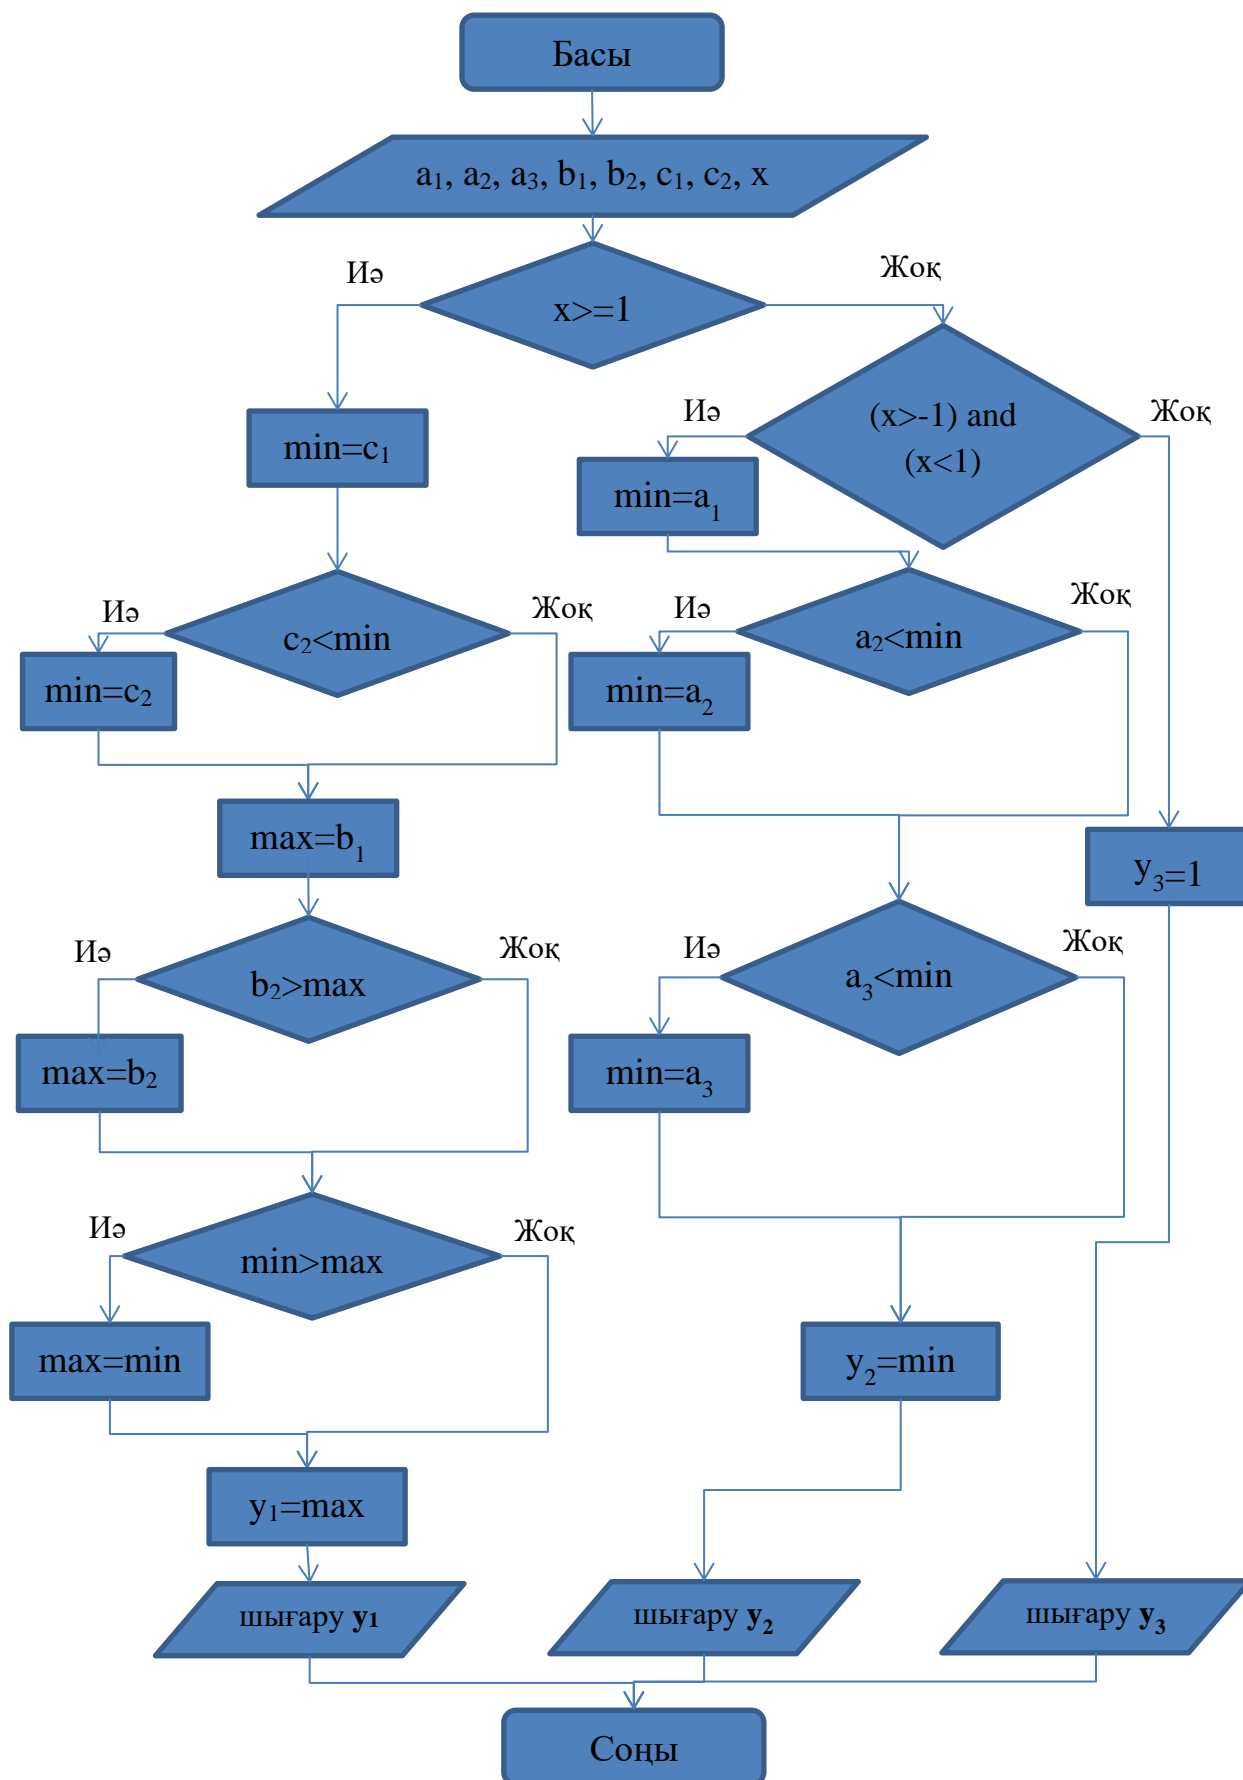 Басы
a₁, a₂, a₃, b₁, b₂, c₁, c₂, x
Иә
Жоқ
x>=1
Иә
(x>-1) and
(x<1)
Жоқ
min=c₁
min=a₁
Иә
c₂<min
Жоқ
Иә
a₂<min
Жоқ
min=c₂
min=a₂
max=b₁
y₃=1
Иә
b₂>max
Жоқ
Иә
a₃<min
Жоқ
max=b₂
min=a₃
Иә
min>max
Жоқ
max=min
y₂=min
y₁=max
шығару y₁
шығару y₂
шығару y₃
Соңы